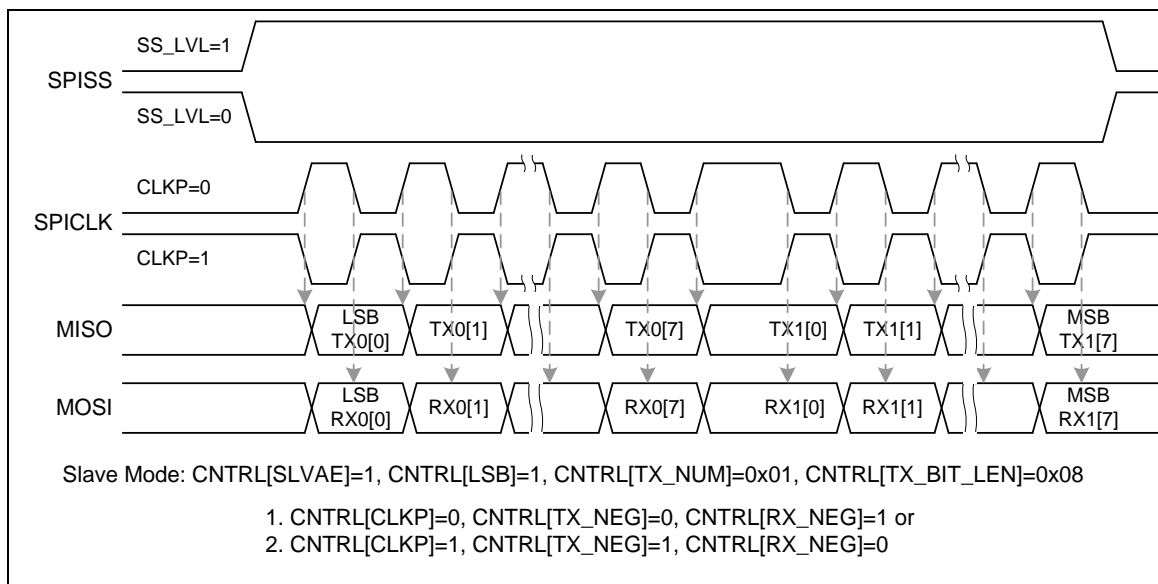 SS_LVL=1
SPISS
SS_LVL=0
CLKP=0
SPICLK
CLKP=1
MISO
LSB
TX0[0]
TX0[1]
TX0[7]
TX1[0]
TX1[1]
MSB
TX1[7]
MOSI
LSB
RX0[0]
RX0[1]
RX0[7]
RX1[0]
RX1[1]
MSB
RX1[7]
Slave Mode: CNTRL[SLVAE]=1, CNTRL[LSB]=1, CNTRL[TX_NUM]=0x01, CNTRL[TX_BIT_LEN]=0x08
1. CNTRL[CLKP]=0, CNTRL[TX_NEG]=0, CNTRL[RX_NEG]=1 or
2. CNTRL[CLKP]=1, CNTRL[TX_NEG]=1, CNTRL[RX_NEG]=0